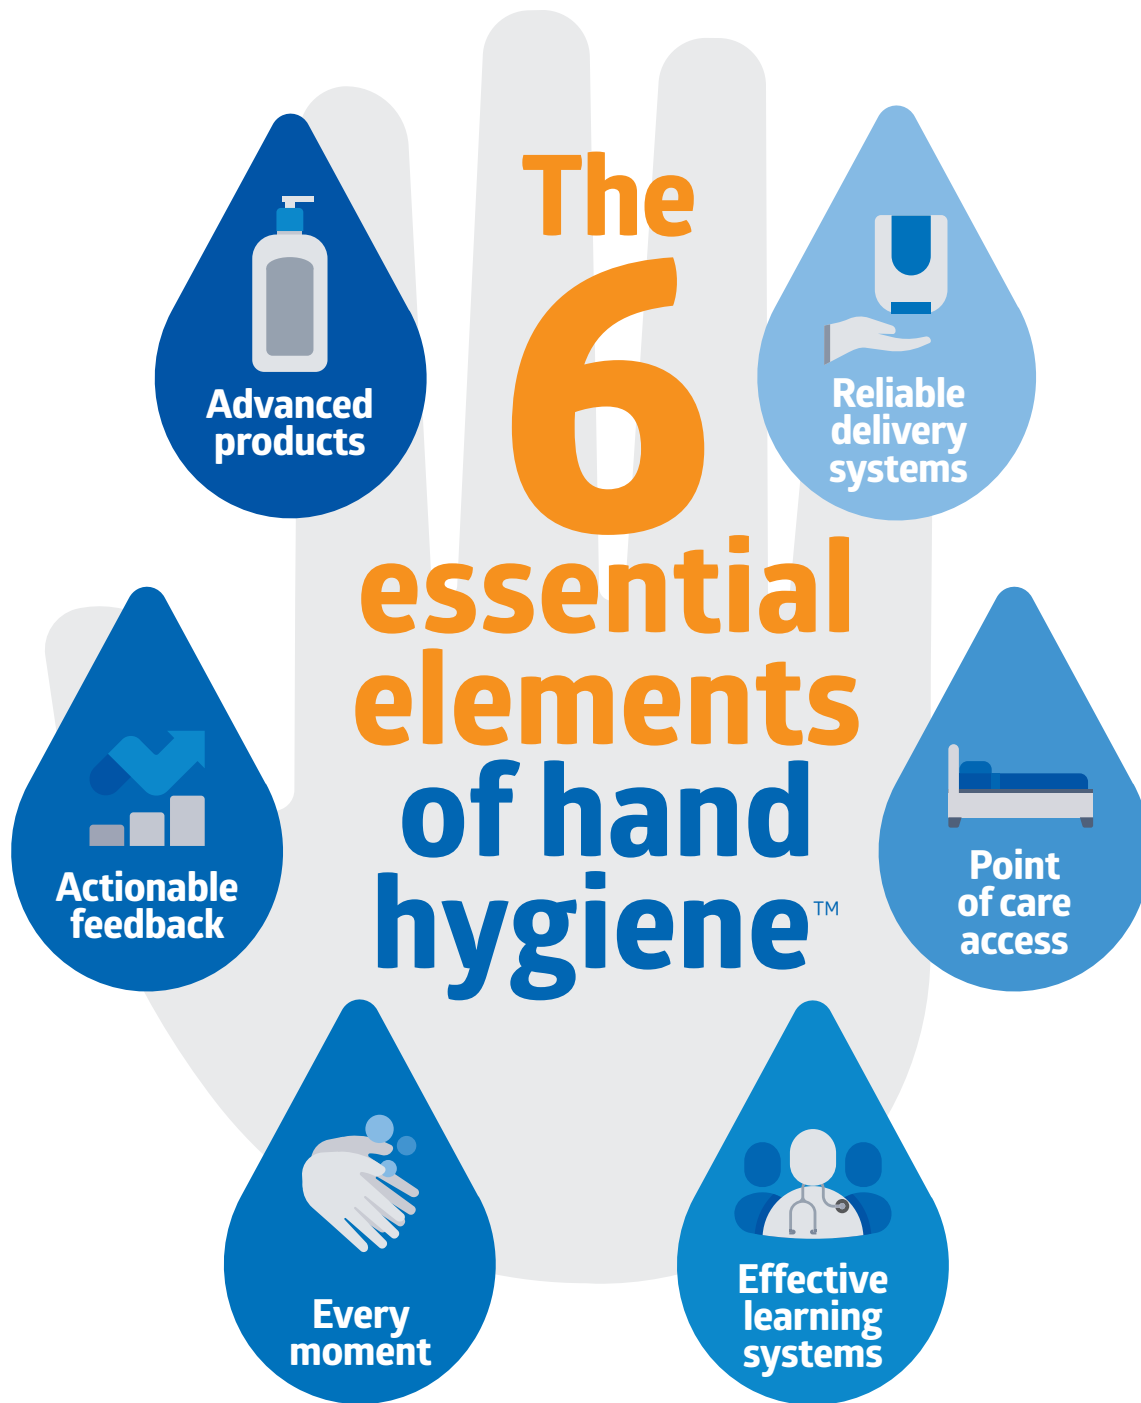 The
6
essential
elements
of hand
hygiene™
Advanced
products
Reliable
delivery
systems
Actionable
feedback
Point
of care
access
Every
moment
Effective
learning
systems